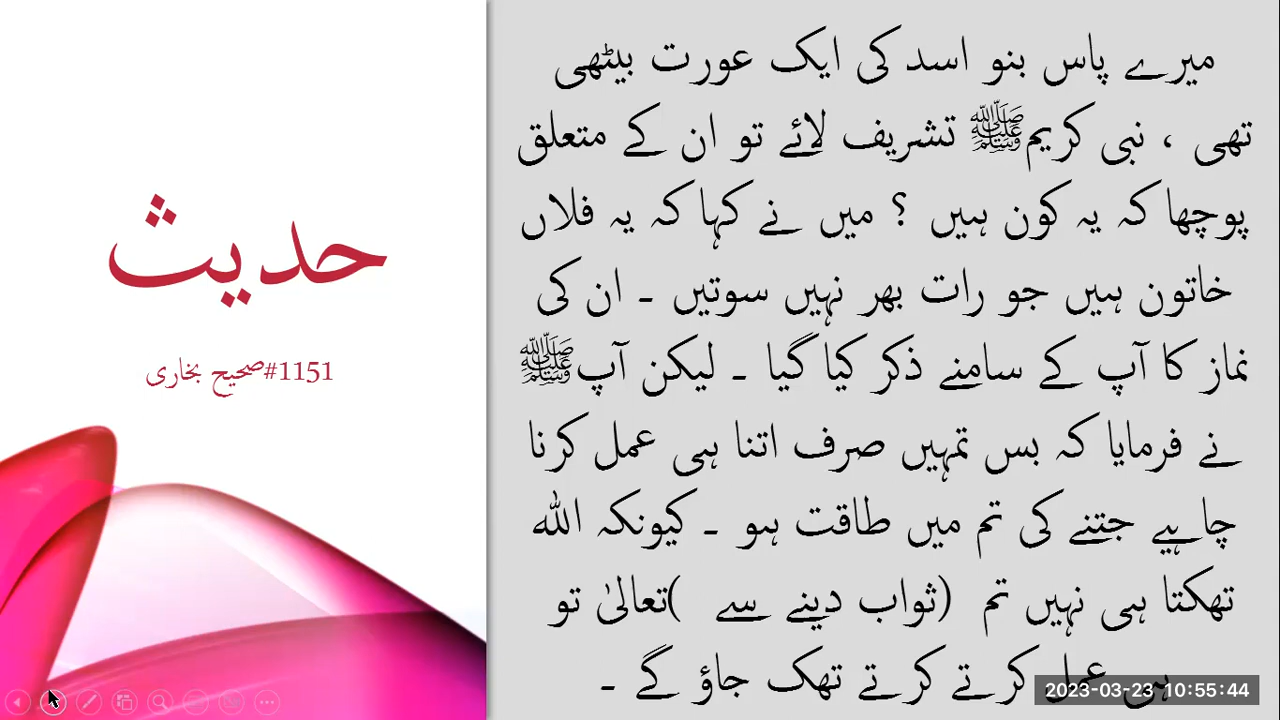 حدیث
صحیح بخاری#1151
میرے پاس بنو اسد کی ایک عورت بیٹھی
تھی ، نبی کریمﷺ تشریف لائے تو ان کے متعلق
پوچھا کہ یہ کون ہیں ؟ میں نے کہا کہ یہ فلاں
خاتون ہیں جو رات بھر نہیں سوتیں ۔ ان کی
نماز کا آپ کے سامنے ذکر کیا گیا ۔ لیکن آپﷺ
نے فرمایا کہ بس تمہیں صرف اتنا ہی عمل کرنا
چاہیے جتنے کی تم میں طاقت ہو ۔ کیونکہ اللہ
تھکتا ہی نہیں تم (ثواب دینے سے )تعالیٰ تو
ہی عمل کرتے کرتے تھک جاؤ گے ۔
2023-03-23 10:55:44